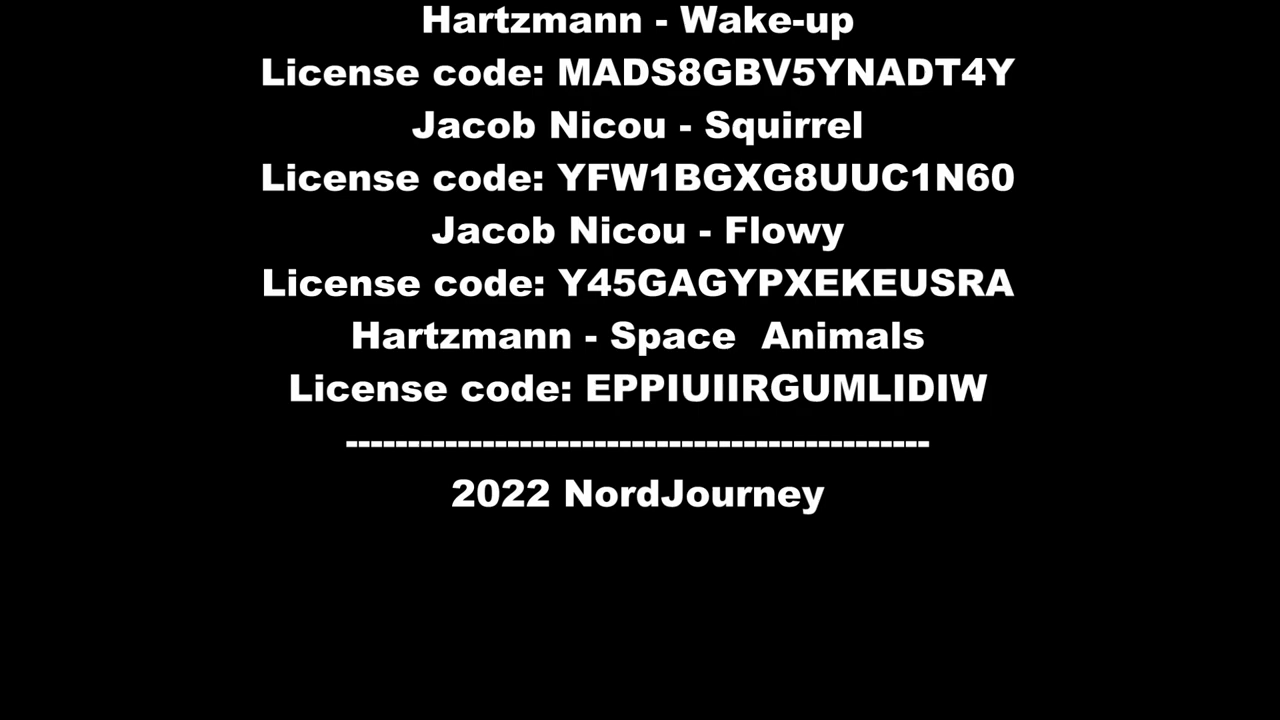 Hartzmann - Wake-up
License code: MADS8GBV5YNADT4Y
Jacob Nicou - Squirrel
License code: YFW1BGXG8UUC1N60
Jacob Nicou - Flowy
License code: Y45GAGYPXEKEUSRA
Hartzmann - Space  Animals
License code: EPPIUIIRGUMLIDIW
-----------------------------------------------
2022 NordJourney